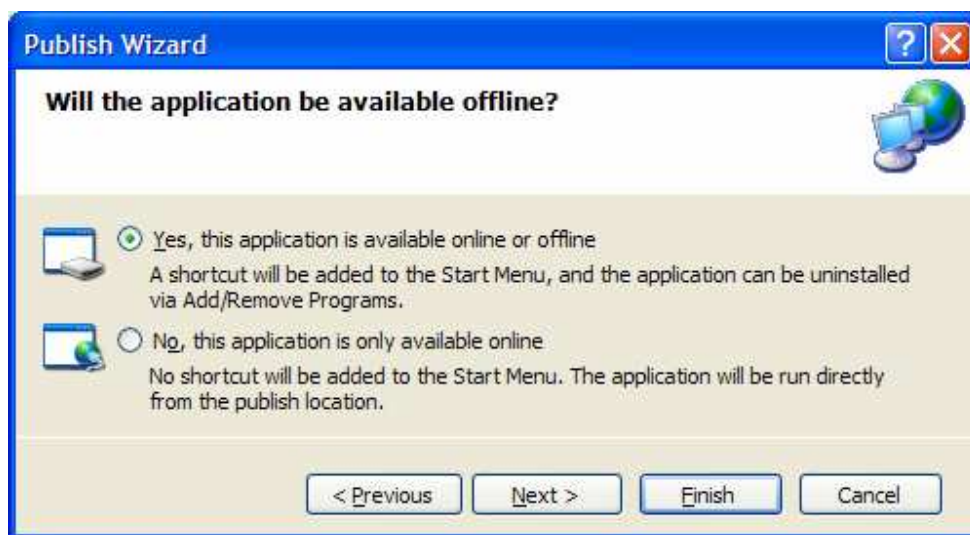 Publish Wizard
Will the application be available offline?
Yes, this application is available online or offline
A shortcut will be added to the Start Menu, and the application can be uninstalled
via Add/Remove Programs.
No, this application is only available online
No shortcut will be added to the Start Menu. The application will be run directly
from the publish location.
< Previous Next > Finish Cancel